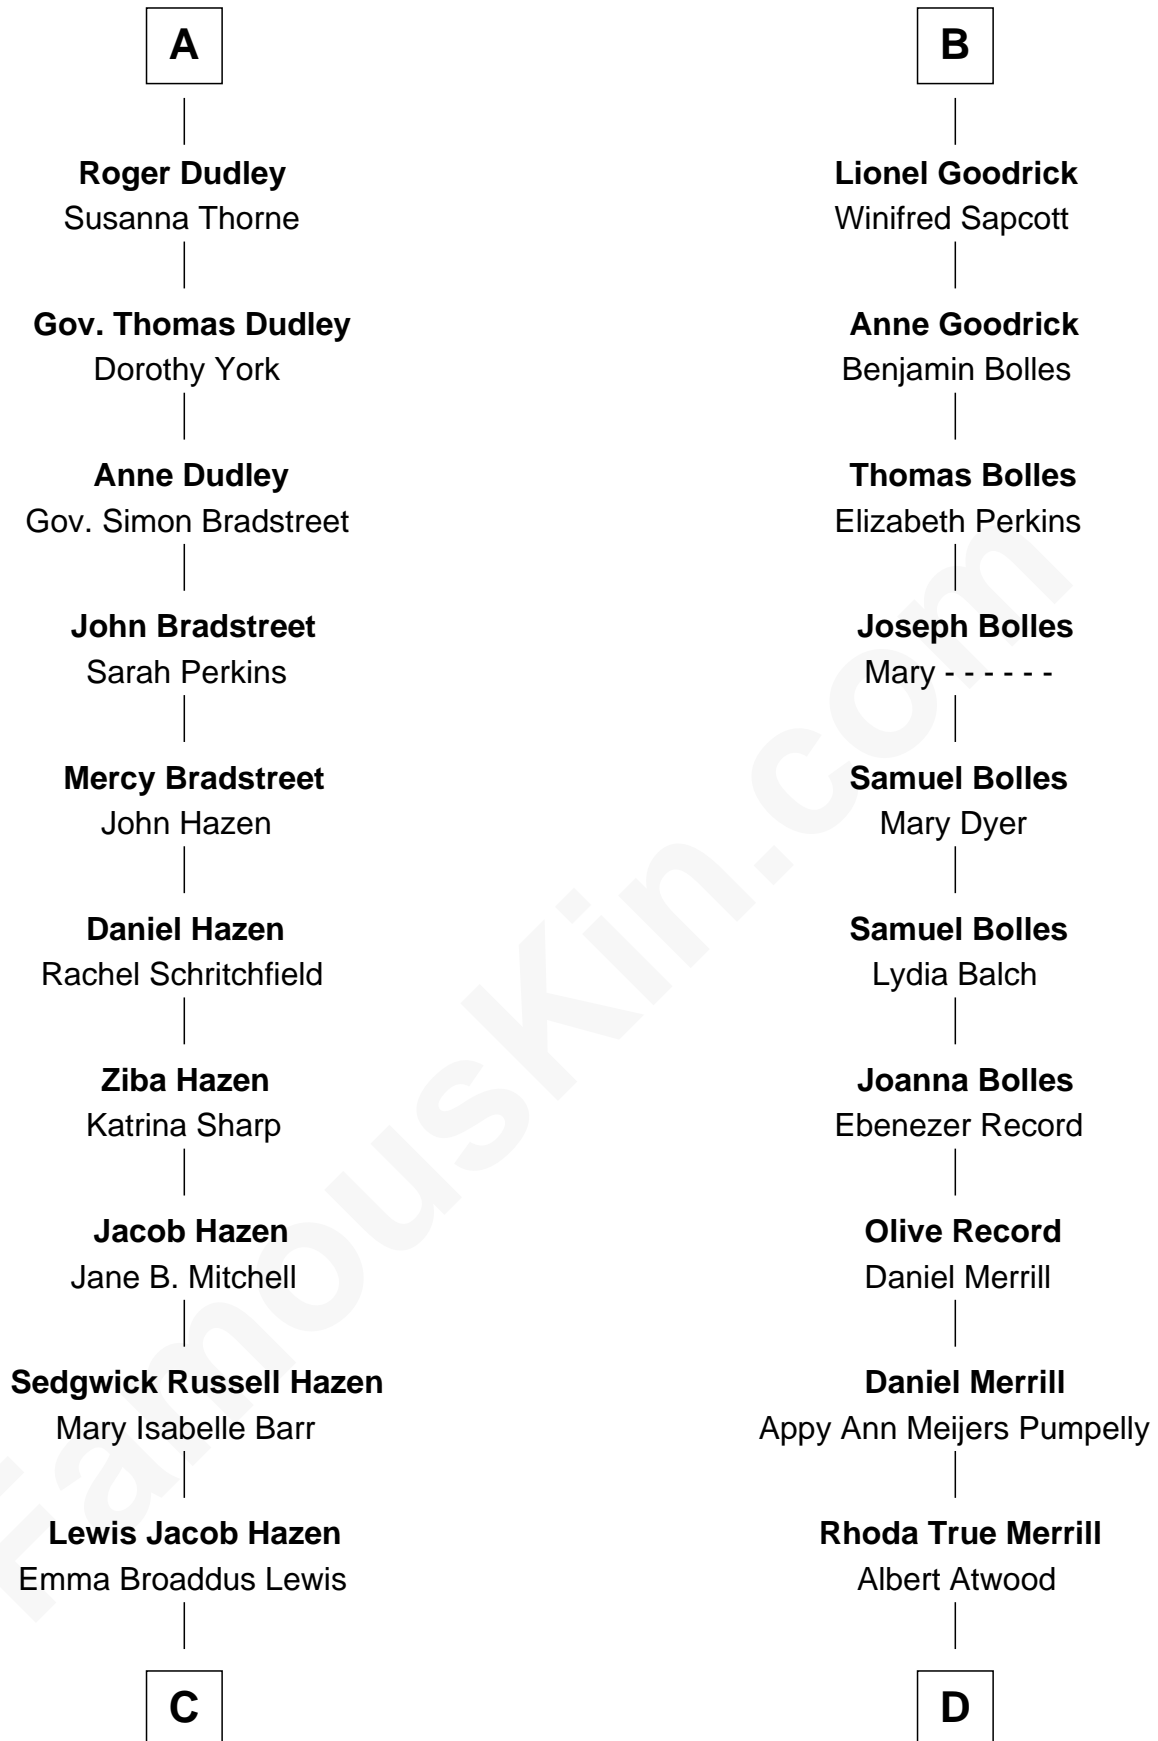 A
Roger Dudley
Susanna Thorne
Gov. Thomas Dudley
Dorothy York
Anne Dudley
Gov. Simon Bradstreet
John Bradstreet
Sarah Perkins
Mercy Bradstreet
John Hazen
Daniel Hazen
Rachel Schritchfield
Ziba Hazen
Katrina Sharp
Jacob Hazen
Jane B. Mitchell
Sedgwick Russell Hazen
Mary Isabelle Barr
Lewis Jacob Hazen
Emma Broaddus Lewis
C
B
Lionel Goodrick
Winifred Sapcott
Anne Goodrick
Benjamin Bolles
Thomas Bolles
Elizabeth Perkins
Joseph Bolles
Mary - - - - - -
Samuel Bolles
Mary Dyer
Samuel Bolles
Lydia Balch
Joanna Bolles
Ebenezer Record
Olive Record
Daniel Merrill
Daniel Merrill
Appy Ann Meijers Pumpelly
Rhoda True Merrill
Albert Atwood
D
FamousKin.com